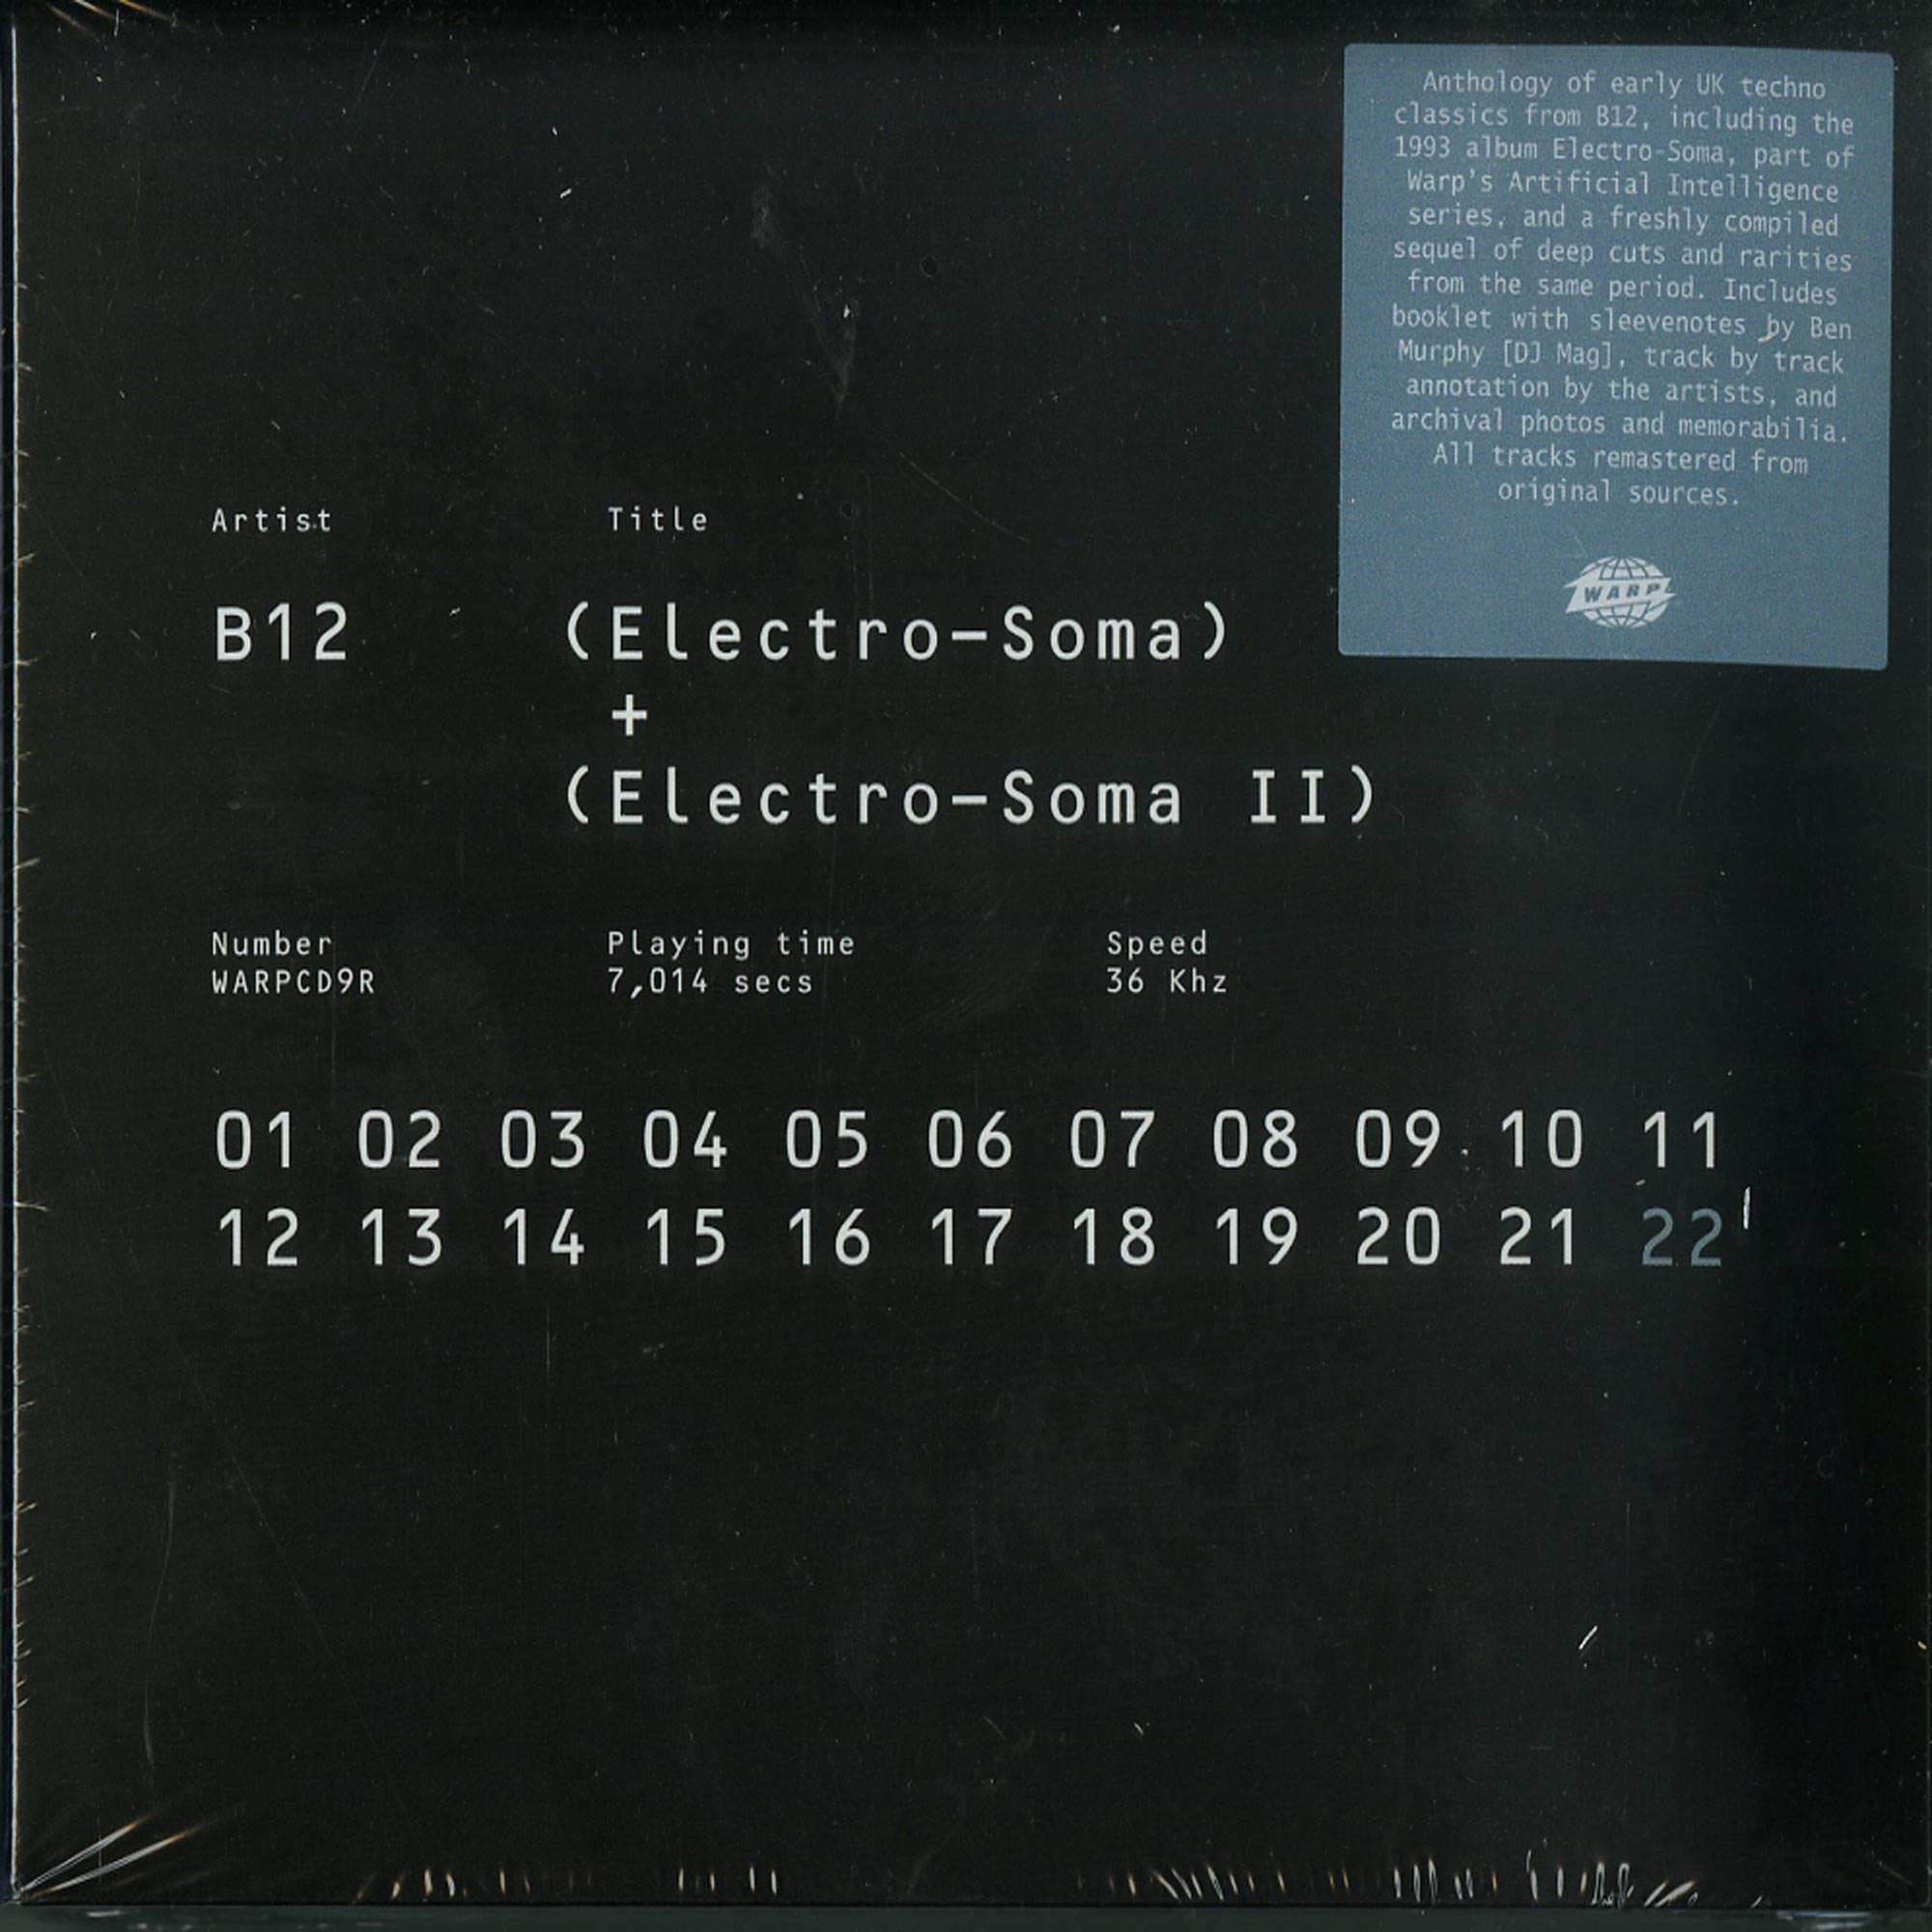 Anthology of early UK techno
classics from B12, including the
1993 album Electro-Soma, part of
Warp's Artificial Intelligence
series, and a freshly compiled
sequel of deep cuts and rarities
from the same period. Includes
booklet with sleevenotes by Ben
Murphy [DJ Mag], track by track
annotation by the artists, and
archival photos and memorabilia.
All tracks remastered from
original sources.
WARP
Artist Title
B12 (Electro-Soma)
+
(Electro-Soma II)
Number Playing time Speed
WARPCD9R 7,014 secs 36 Khz
01 02 03 04 05 06 07 08 09 10 11
12 13 14 15 16 17 18 19 20 21 22